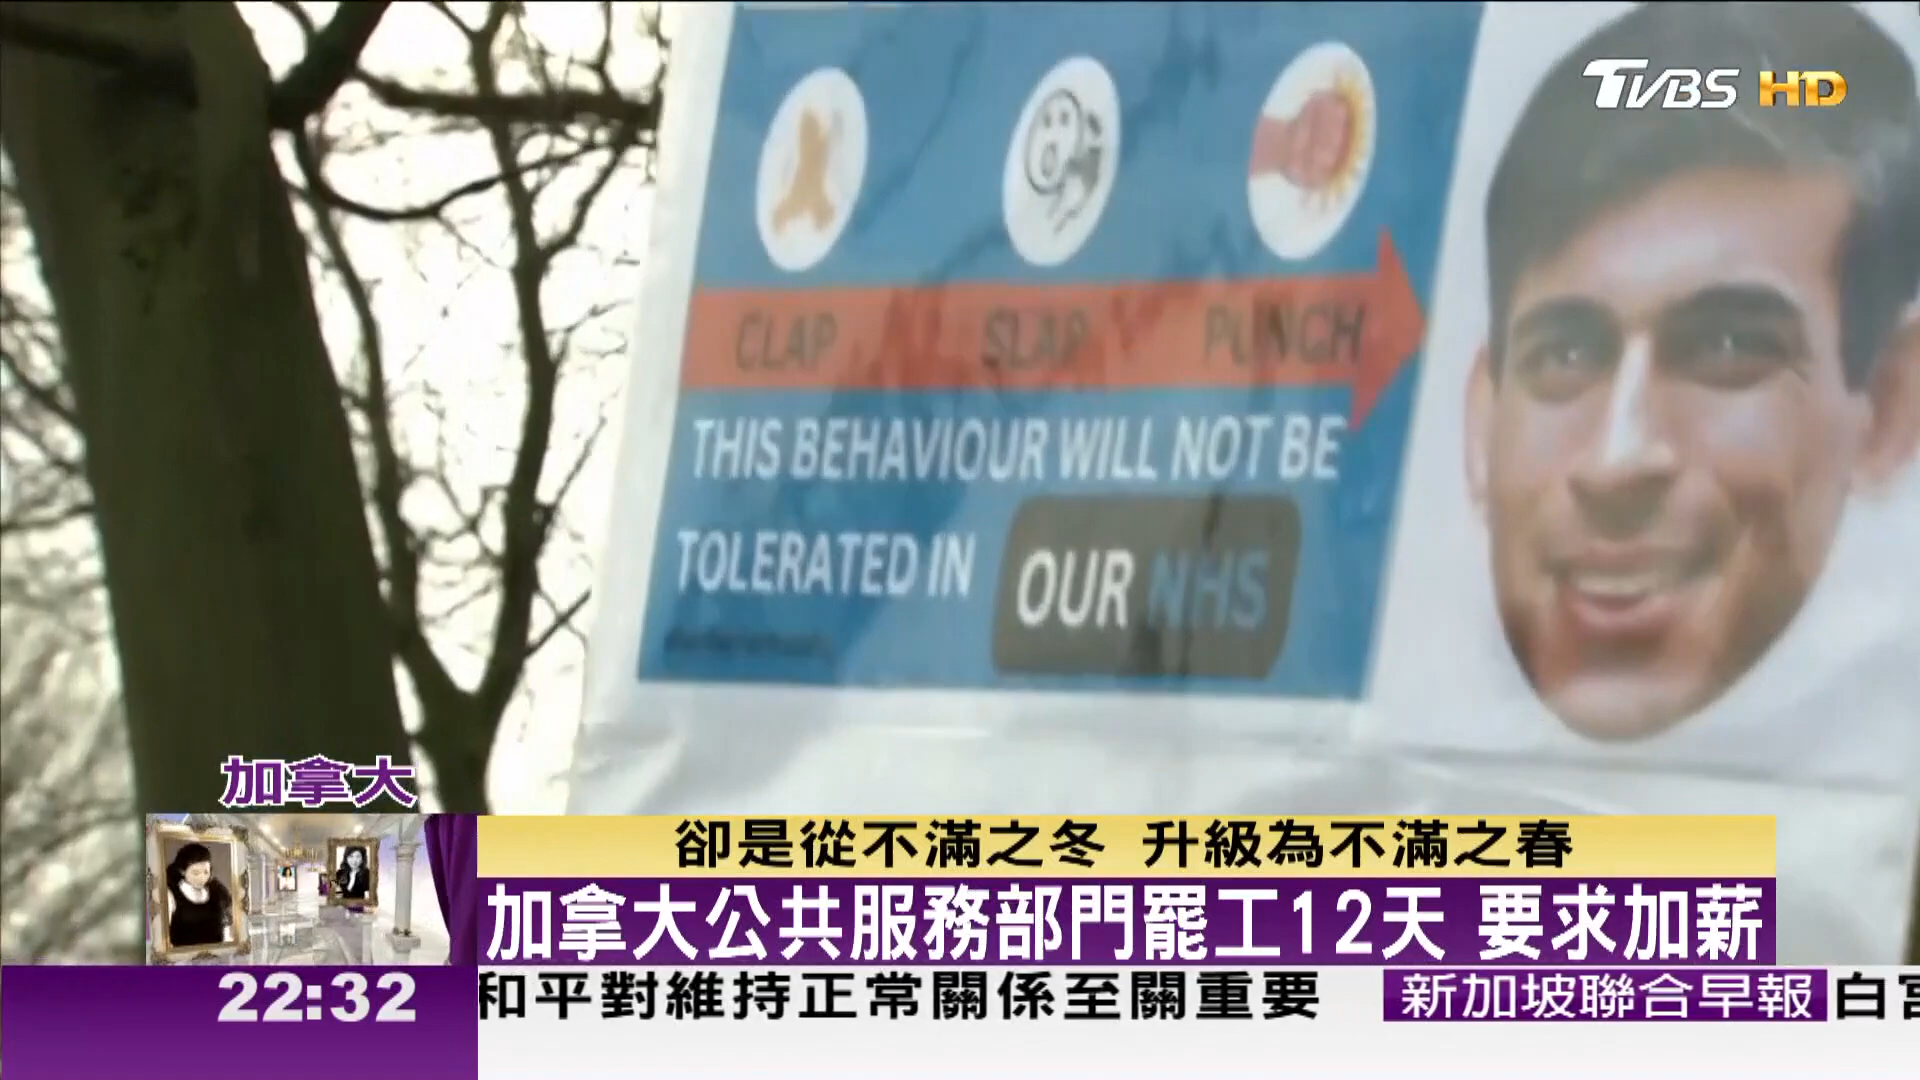 TVBS HD
CLAP SLAP PUNCH
THIS BEHAVIOUR WILL NOT BE
TOLERATED IN OUR NHS
加拿大
卻是從不滿之冬 升級為不滿之春
加拿大公共服務部門罷工12天 要求加薪
22:32 和平對維持正常關係至關重要 新加坡聯合早報 白宮